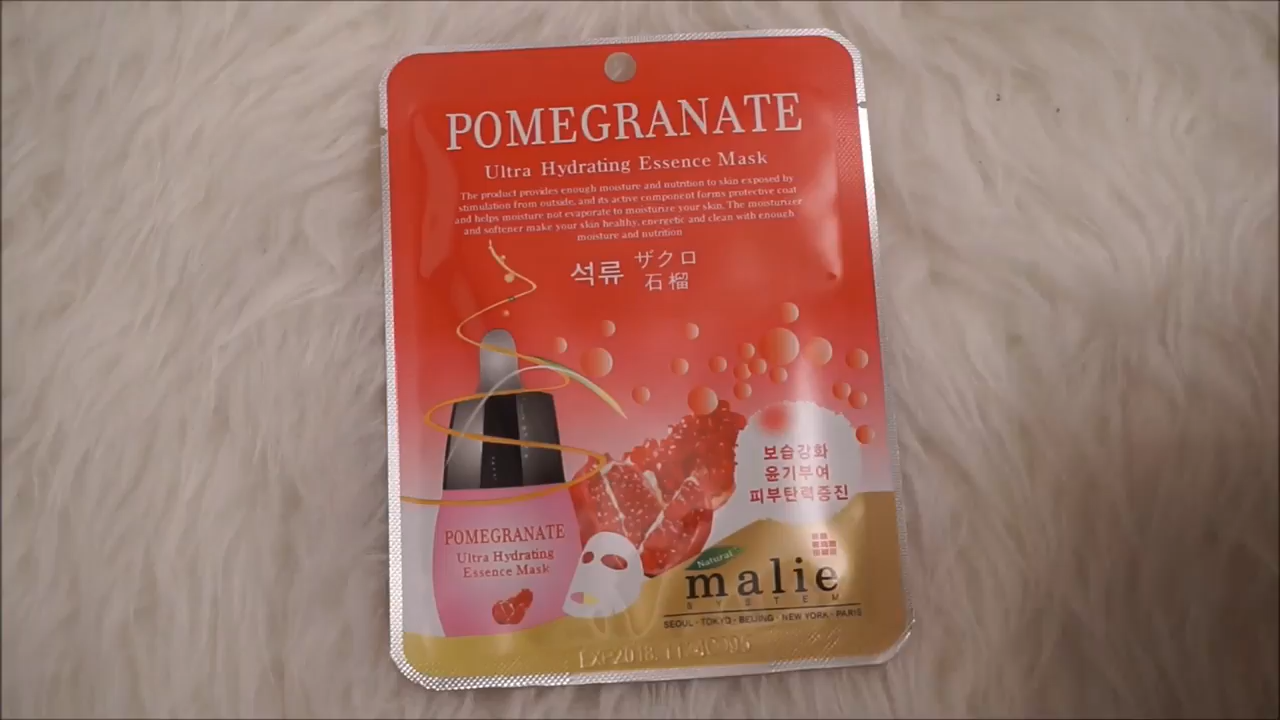 POMEGRANATE
Ultra Hydrating Essence Mask
The product provides enough moisture and nutrition to skin exposed by
stimulation from outside, and its active component forms protective coat
and helps moisture not evaporate to moisturize your skin. The moisturizer
and softener make your skin healthy, energetic and clean with enough
moisture and nutrition
석류 ザクロ
石榴
보습강화
윤기부여
피부탄력증진
POMEGRANATE
Ultra Hydrating
Essence Mask
Natural
malie
SYSTEM
SEOUL · TOKYO · BEIJING · NEW YORK · PARIS
EXP2018.11